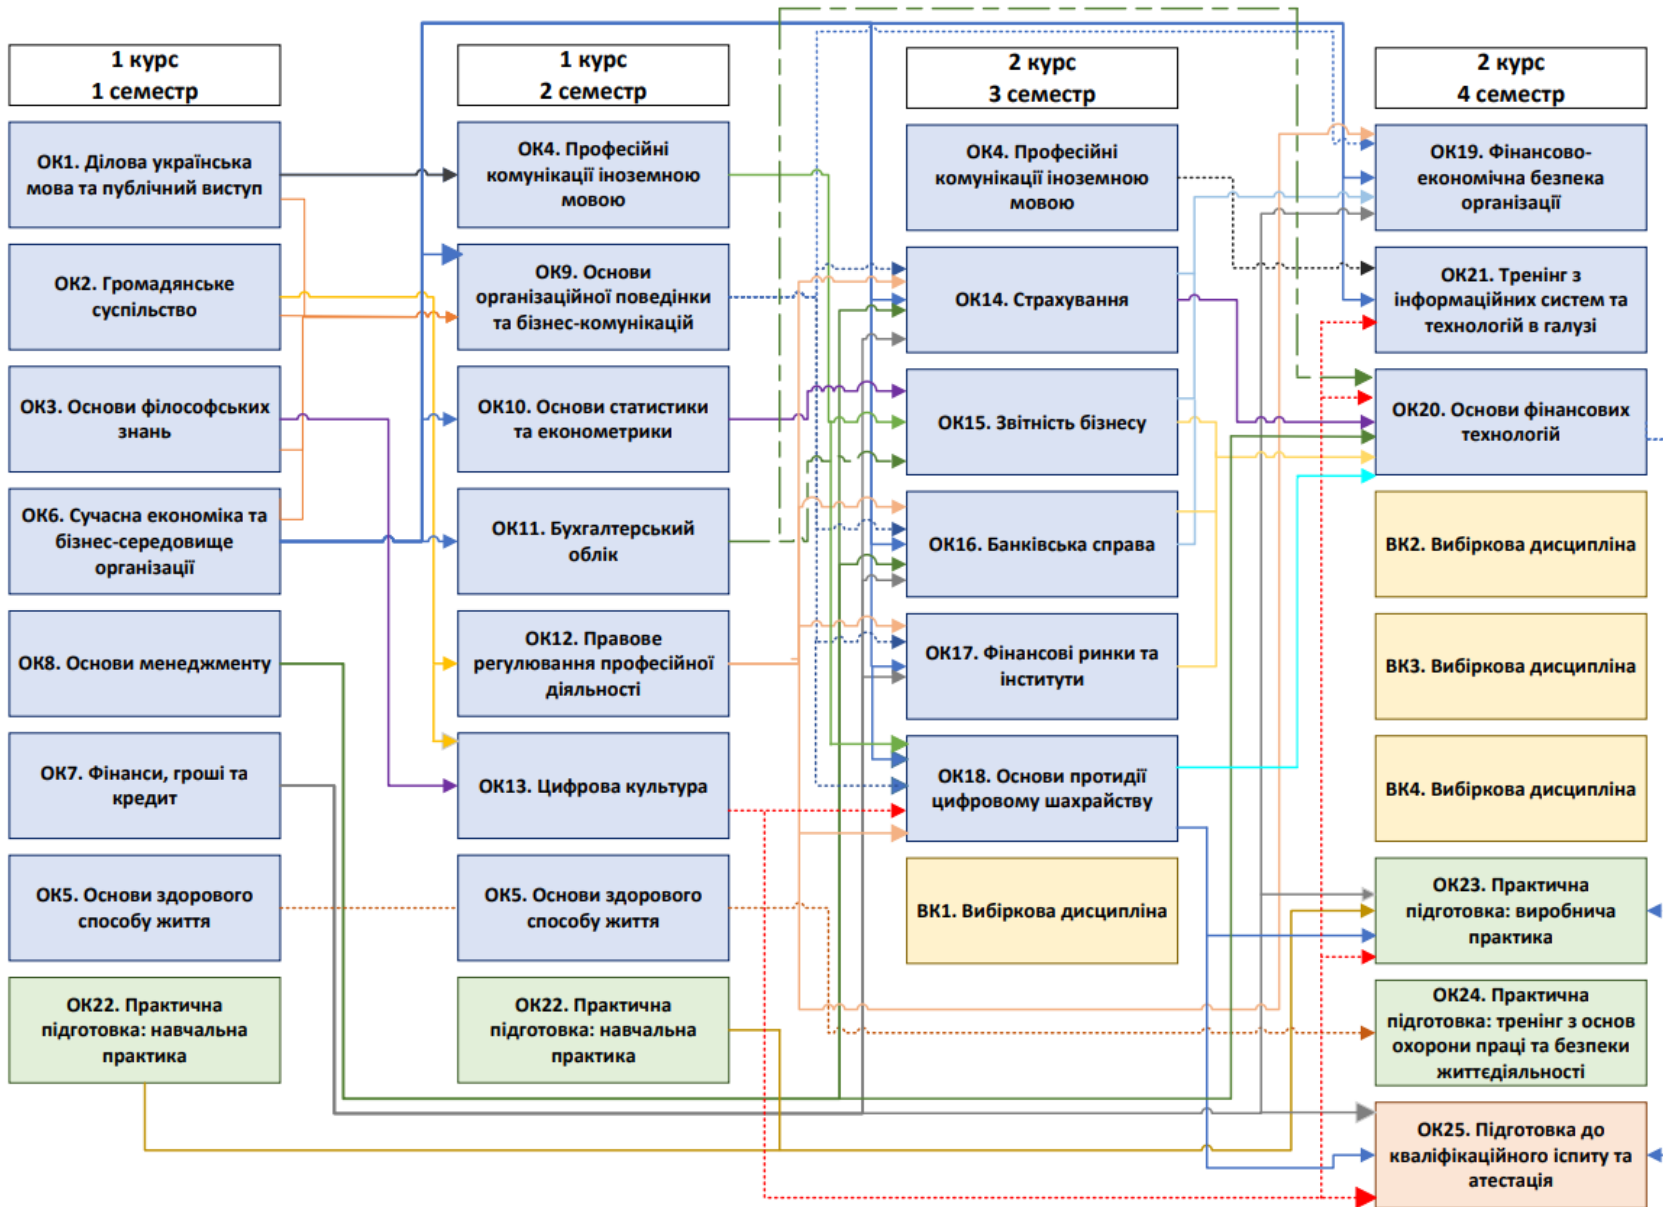 1 курс
1 семестр
1 курс
2 семестр
2 курс
3 семестр
2 курс
4 семестр
ОК1. Ділова українська
мова та публічний виступ
ОК2. Громадянське
суспільство
ОК3. Основи філософських
знань
ОК6. Сучасна економіка та
бізнес-середовище
організації
ОК8. Основи менеджменту
ОК7. Фінанси, гроші та
кредит
ОК5. Основи здорового
способу життя
ОК22. Практична
підготовка: навчальна
практика
ОК4. Професійні
комунікації іноземною
мовою
ОК9. Основи
організаційної поведінки
та бізнес-комунікацій
ОК10. Основи статистики
та економетрики
ОК11. Бухгалтерський
облік
ОК12. Правове
регулювання професійної
діяльності
ОК13. Цифрова культура
ОК5. Основи здорового
способу життя
ОК22. Практична
підготовка: навчальна
практика
ОК4. Професійні
комунікації іноземною
мовою
ОК14. Страхування
ОК15. Звітність бізнесу
ОК16. Банківська справа
ОК17. Фінансові ринки та
інститути
ОК18. Основи протидії
цифровому шахрайству
ВК1. Вибіркова дисципліна
ОК19. Фінансово-
економічна безпека
організації
ОК21. Тренінг з
інформаційних систем та
технологій в галузі
ОК20. Основи фінансових
технологій
ВК2. Вибіркова дисципліна
ВК3. Вибіркова дисципліна
ВК4. Вибіркова дисципліна
ОК23. Практична
підготовка: виробнича
практика
ОК24. Практична
підготовка: тренінг з основ
охорони праці та безпеки
життєдіяльності
ОК25. Підготовка до
кваліфікаційного іспиту та
атестація